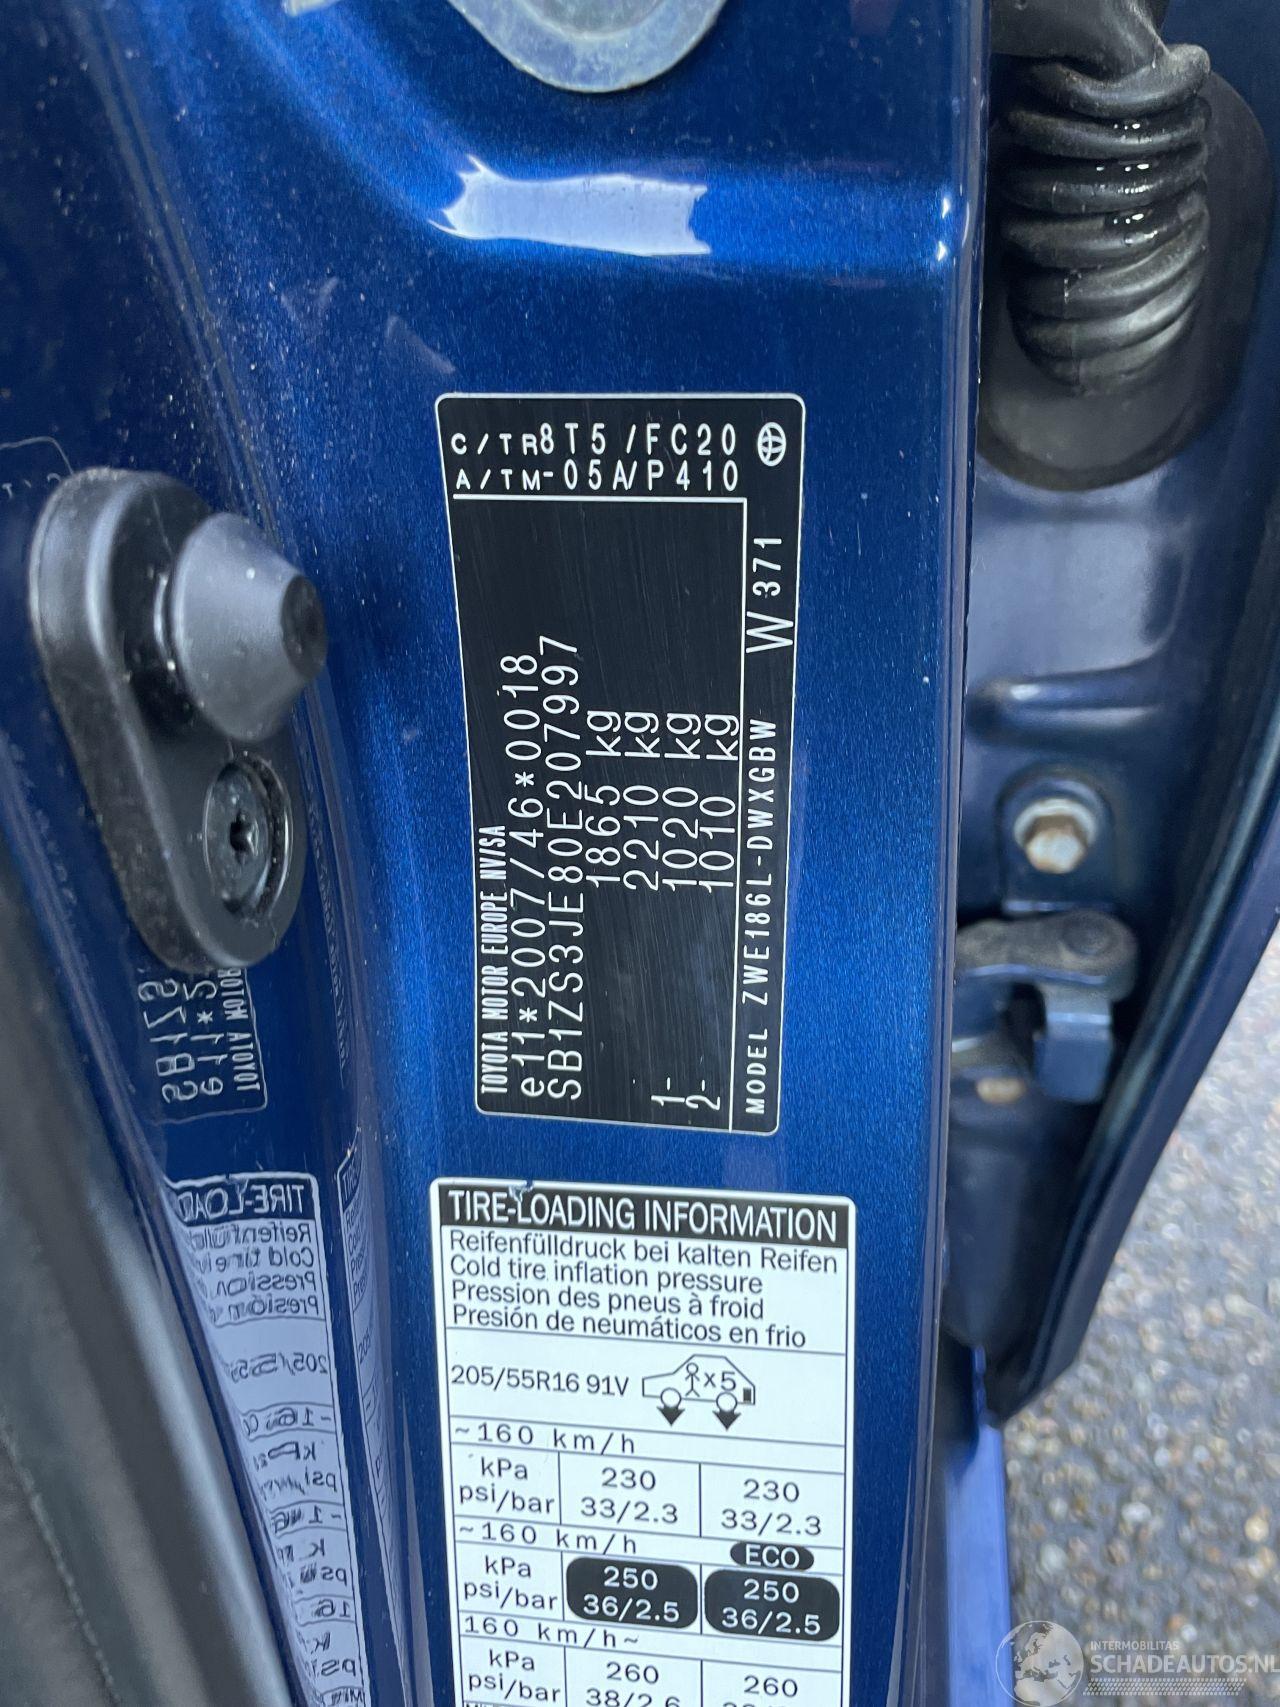 C/TR8T5/FC20
A/TM-05A/P410
TOYOTA MOTOR EUROPE NV/SA
e11*2007/46*0018
SB1ZS3JE80E207997
1865 kg
2210 kg
1- 1020 kg
2- 1010 kg
MODEL ZWE186L-DWXGBW W371
TIRE-LOADING INFORMATION
Reifenfülldruck bei kalten Reifen
Cold tire inflation pressure
Pression des pneus à froid
Presión de neumáticos en frio
205/55R16 91V x5
~160 km/h
kPa 230 230
psi/bar 33/2.3 33/2.3
~160 km/h ECO
kPa 250 250
psi/bar 36/2.5 36/2.5
160 km/h~
kPa 260 260
psi/bar 38/2.6
INTERMOBILITAS
SCHADEAUTOS.NL